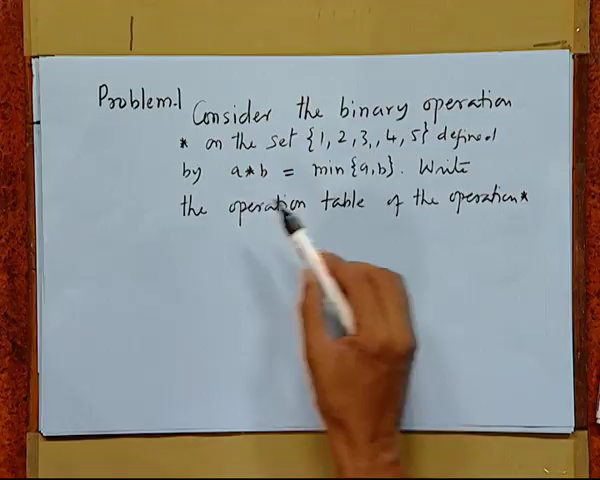 Problem.1 Consider the binary operation
* on the set {1, 2, 3, 4, 5} defined
by a*b = min{a,b}. Write
the operation table of the operation*